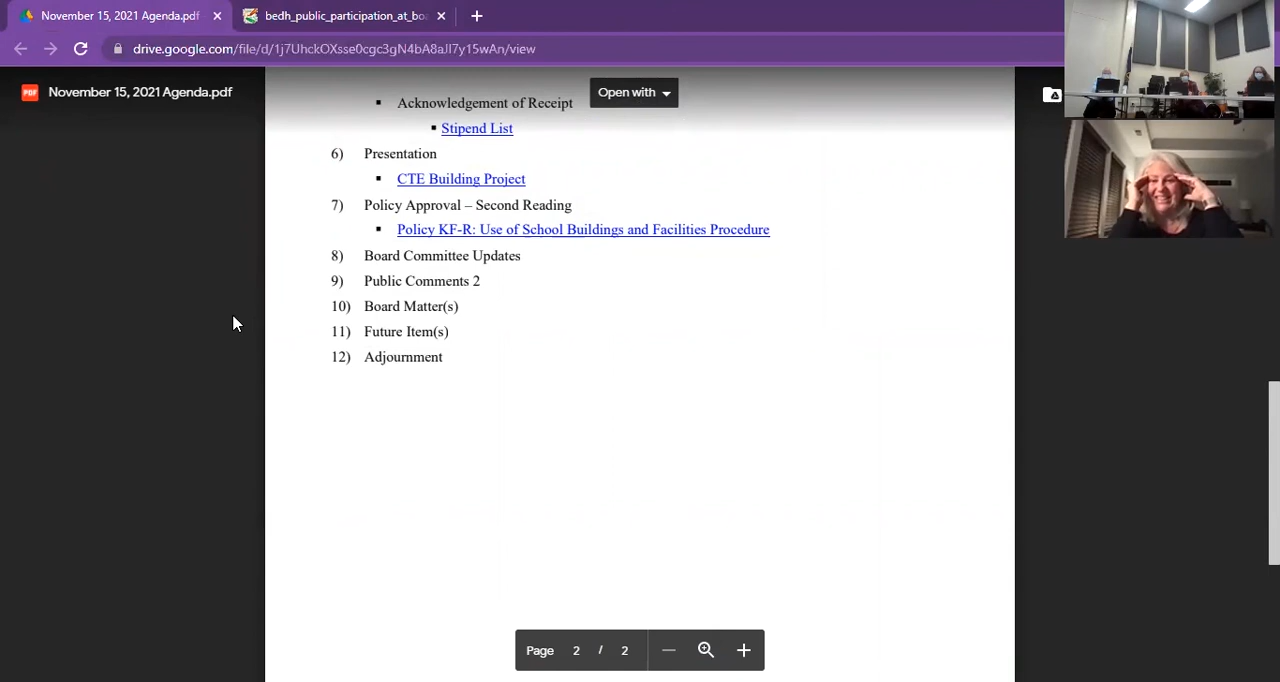 November 15, 2021 Agenda.pdf
bedh_public_participation_at_boa
drive.google.com/file/d/1j7UhckOXsse0cgc3gN4bA8aJI7y15wAn/view
PDF November 15, 2021 Agenda.pdf
Open with
▪ Acknowledgement of Receipt
▪ Stipend List
6) Presentation
▪ CTE Building Project
7) Policy Approval – Second Reading
▪ Policy KF-R: Use of School Buildings and Facilities Procedure
8) Board Committee Updates
9) Public Comments 2
10) Board Matter(s)
11) Future Item(s)
12) Adjournment
Page 2 / 2